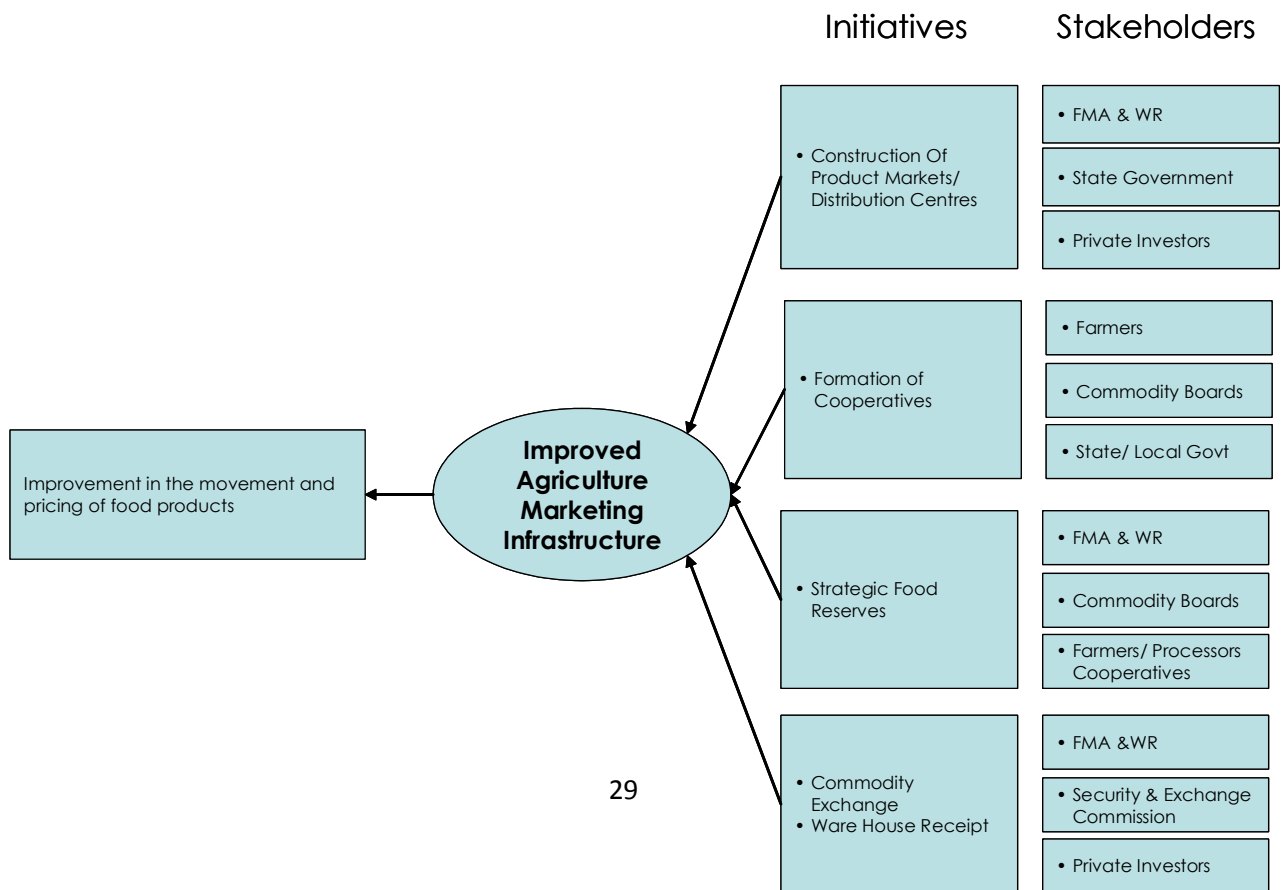 Initiatives Stakeholders
• Construction Of
Product Markets/
Distribution Centres
• FMA & WR
• State Government
• Private Investors
• Formation of
Cooperatives
• Farmers
• Commodity Boards
• State/ Local Govt
Improved
Agriculture
Marketing
Infrastructure
Improvement in the movement and
pricing of food products
• Strategic Food
Reserves
• FMA & WR
• Commodity Boards
• Farmers/ Processors
Cooperatives
• Commodity
Exchange
• Ware House Receipt
• FMA &WR
• Security & Exchange
Commission
• Private Investors
29